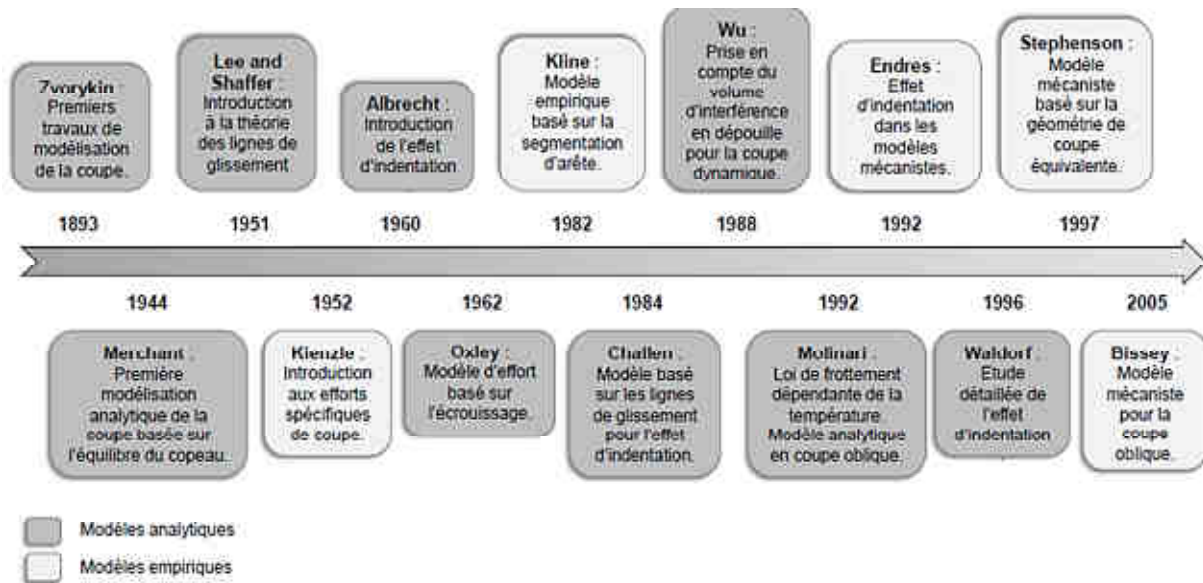 Zvorykin :
Premiers
travaux de
modélisation
de la coupe.
Lee and
Shaffer :
Introduction
à la théorie
des lignes de
glissement
Albrecht :
Introduction
de l'effet
d'indentation
Kline :
Modèle
empirique
basé sur la
segmentation
d'arête.
Wu :
Prise en
compte du
volume
d'interférence
en dépouille
pour la coupe
dynamique.
Endres :
Effet
d'indentation
dans les
modèles
mécanistes.
Stephenson :
Modèle
mécaniste
basé sur la
géométrie de
coupe
équivalente.
1893
1951
1960
1982
1988
1992
1997
1944
1952
1962
1984
1992
1996
2005
Merchant :
Première
modélisation
analytique de la
coupe basée sur
l'équilibre du copeau.
Kienzle :
Introduction
aux efforts
spécifiques
de coupe.
Oxley :
Modèle d'effort
basé sur
l'écrouissage.
Challen :
Modèle basé
sur les lignes
de glissement
pour l'effet
d'indentation.
Molinari :
Loi de frottement
dépendante de la
température.
Modèle analytique
en coupe oblique.
Waldorf :
Etude
détaillée de
l'effet
d'indentation
Bissey :
Modèle
mécaniste
pour la
coupe
oblique.
Modèles analytiques
Modèles empiriques